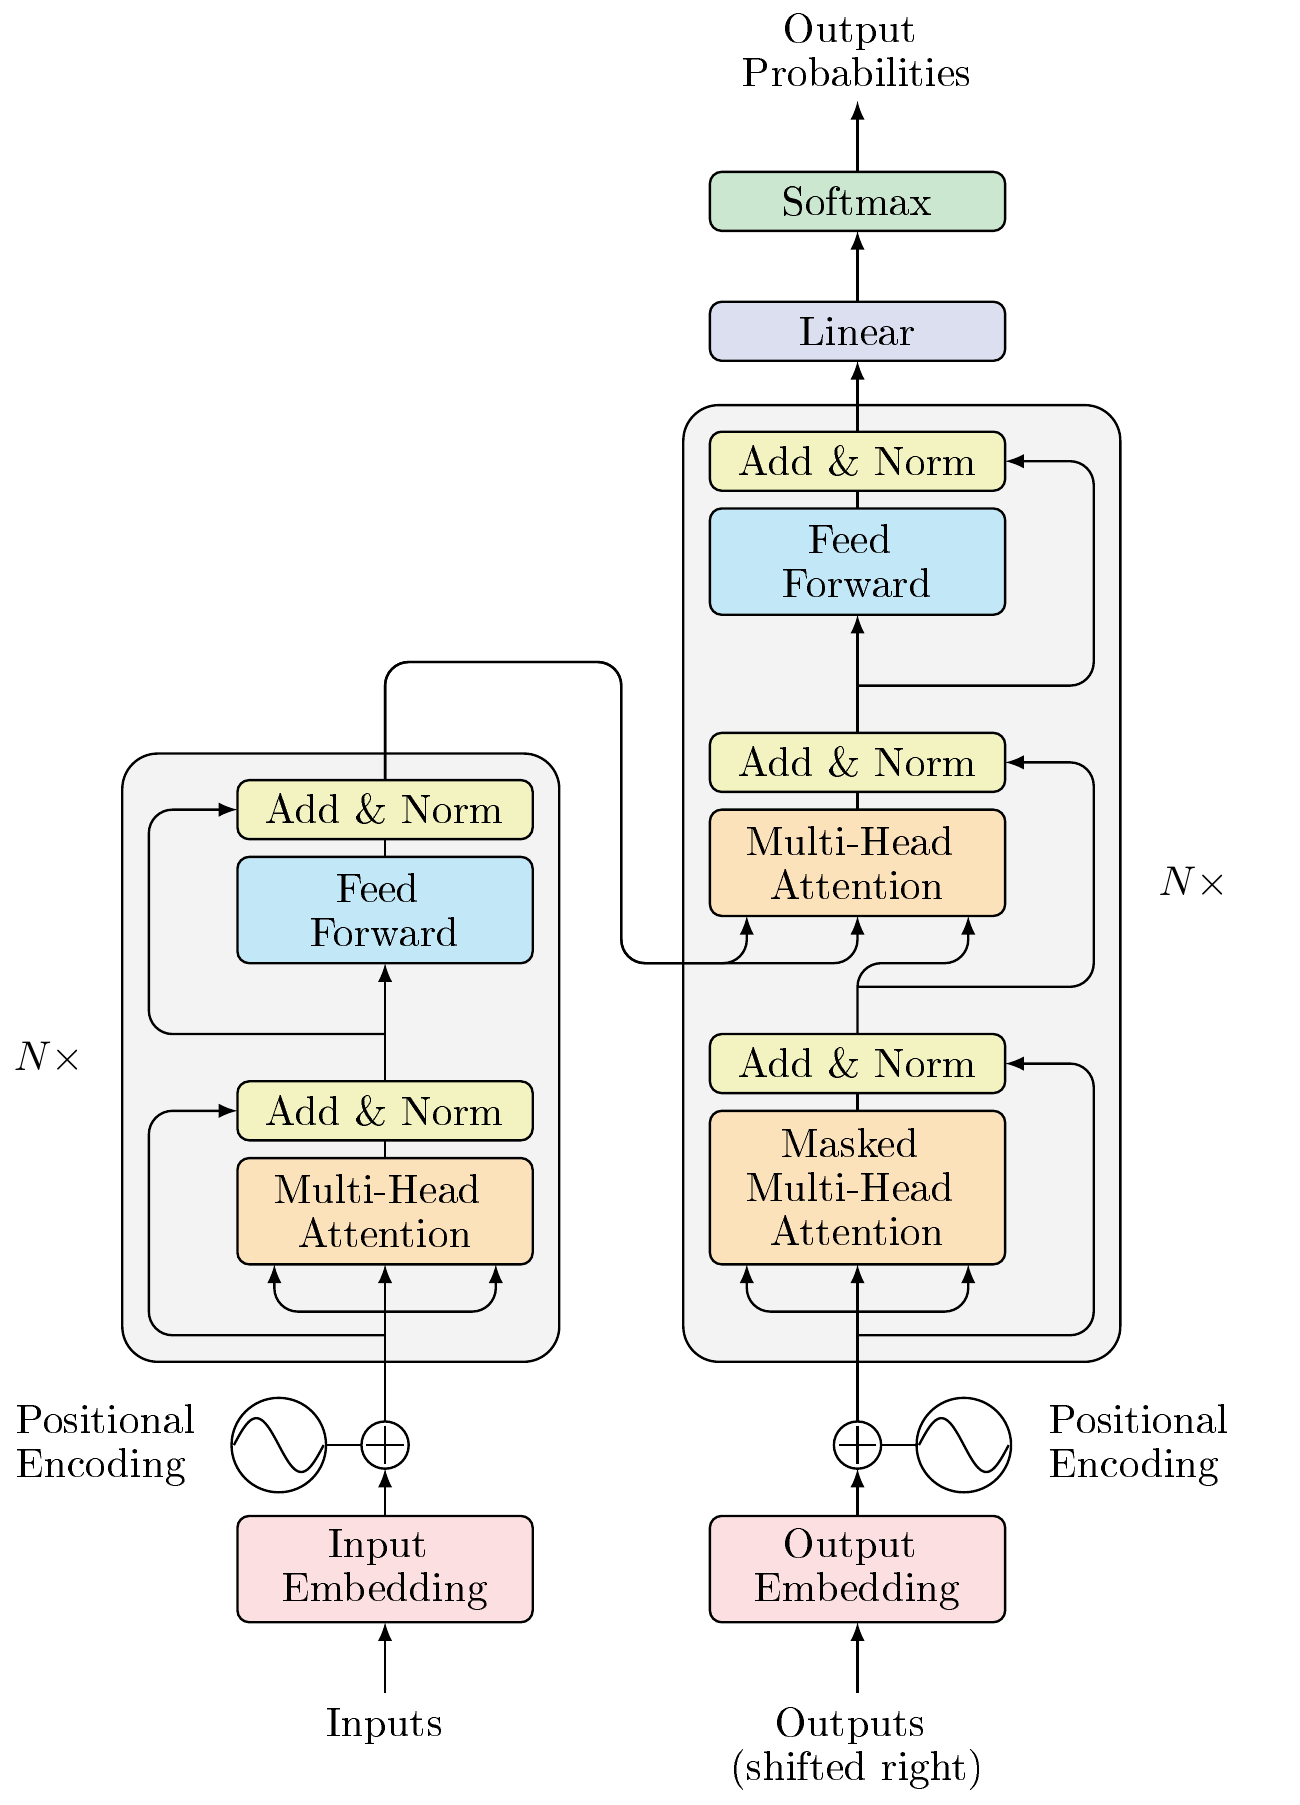 Output
Probabilities
Softmax
Linear
Add & Norm
Feed
Forward
Add & Norm
Multi-Head
Attention
N×
Add & Norm
Masked
Multi-Head
Attention
Add & Norm
Feed
Forward
N×
Add & Norm
Multi-Head
Attention
Positional
Encoding
Positional
Encoding
Input
Embedding
Output
Embedding
Inputs
Outputs
(shifted right)